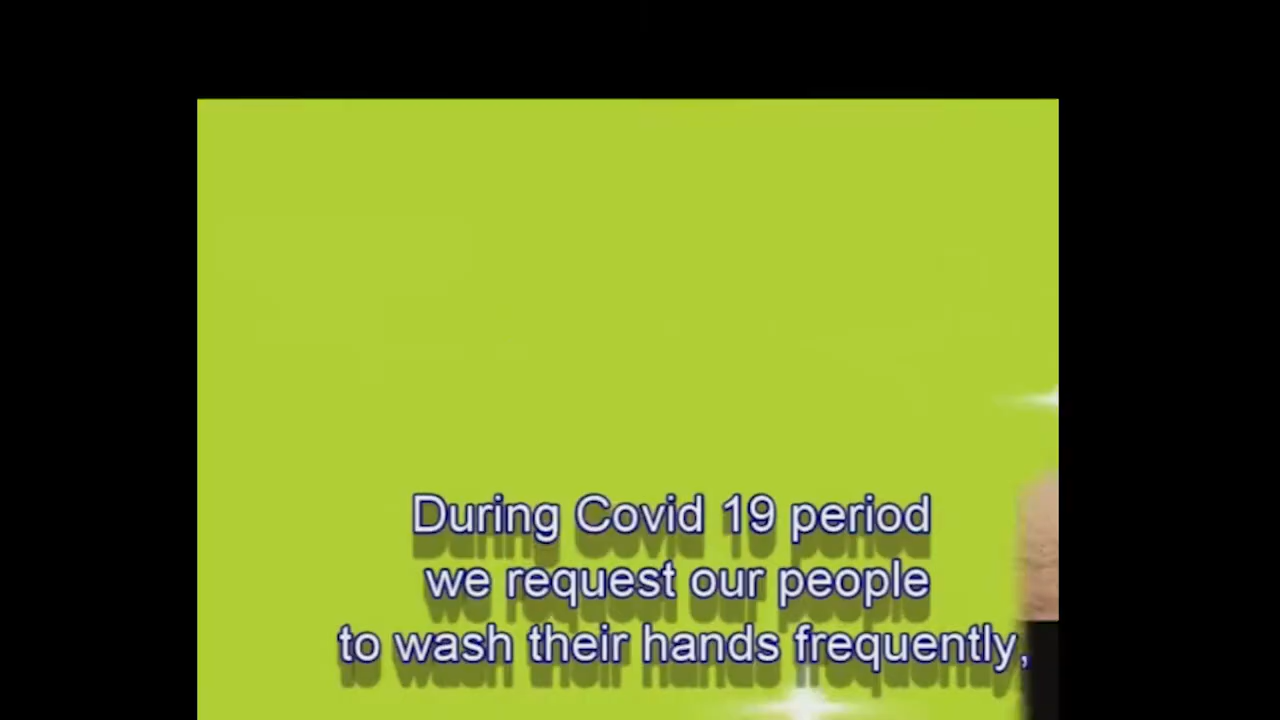 During Covid 19 period
we request our people
to wash their hands frequently,